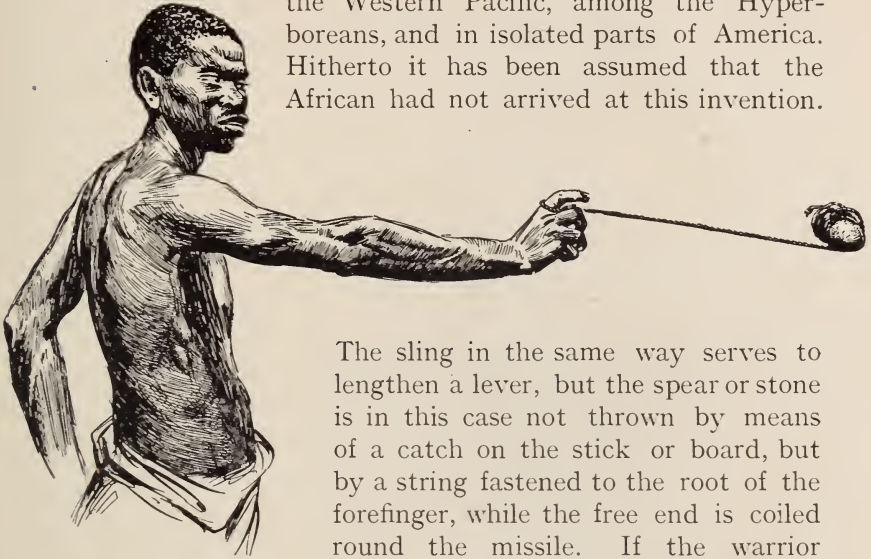 the Western Pacific, among the Hyper-
boreans, and in isolated parts of America.
Hitherto it has been assumed that the
African had not arrived at this invention.
The sling in the same way serves to
lengthen a lever, but the spear or stone
is in this case not thrown by means
of a catch on the stick or board, but
by a string fastened to the root of the
forefinger, while the free end is coiled
round the missile. If the warrior